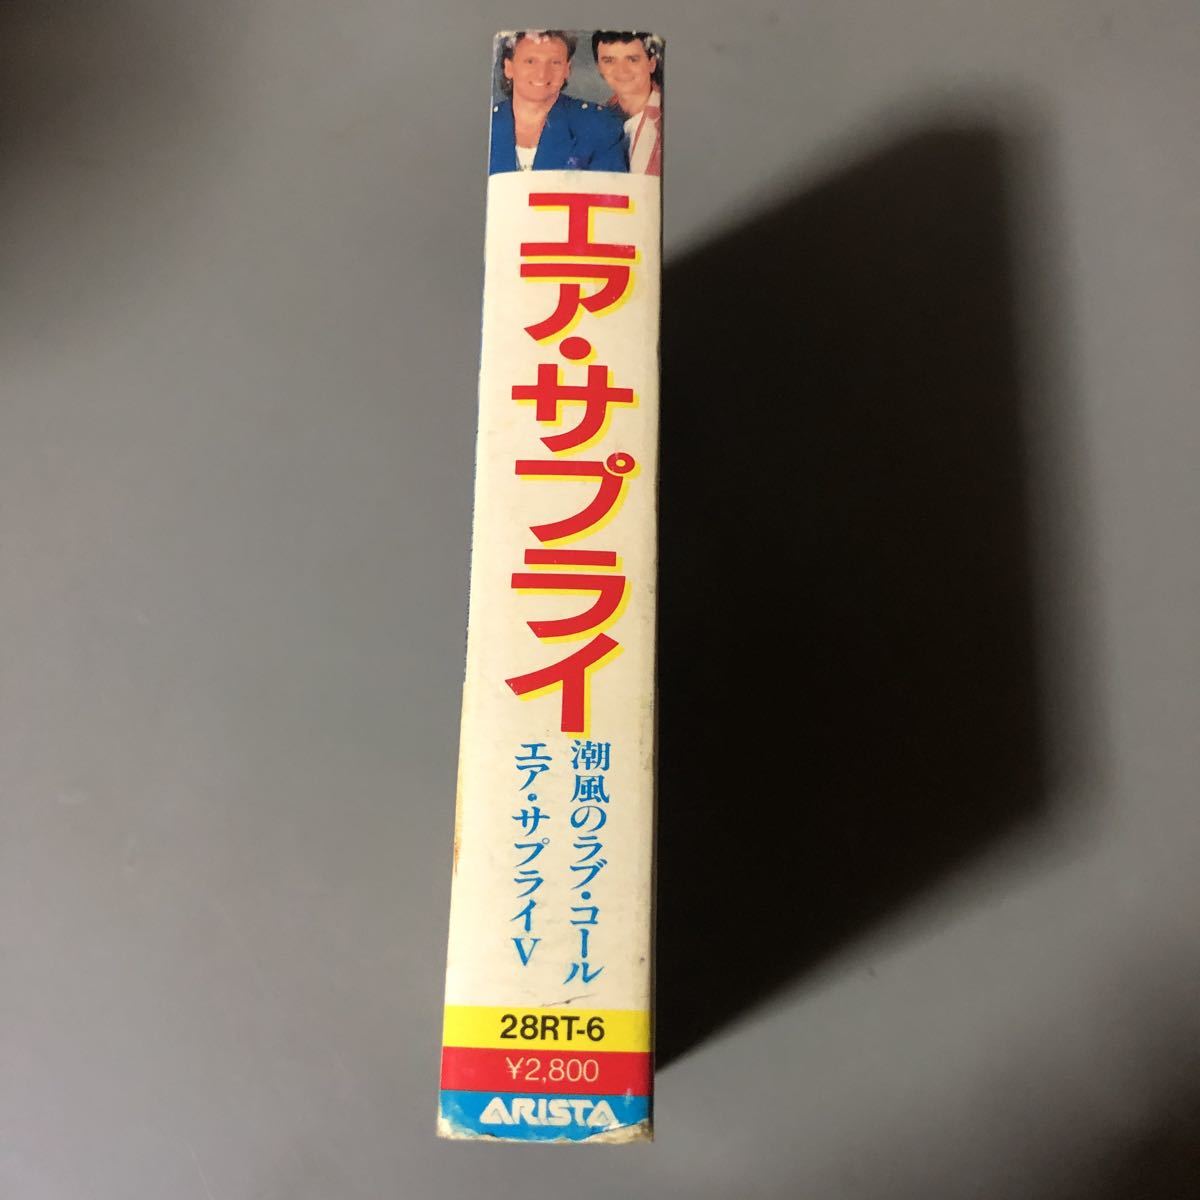 エア・サプライ
潮風のラブ・コール
エア・サプライV
28RT-6
¥2,800
ARISTA